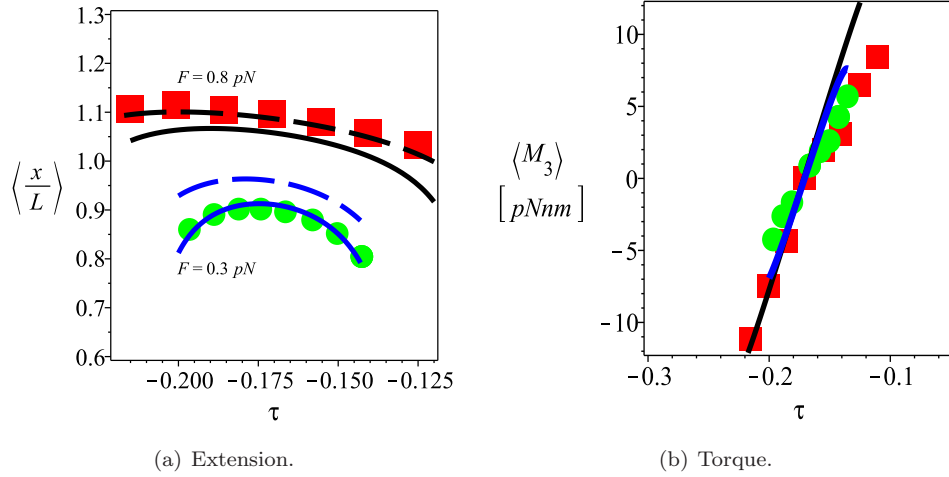 1.3
1.2
1.1
1.0
0.9
0.8
0.7
0.6
⟨x/L⟩
F = 0.8 pN
F = 0.3 pN
−0.200 −0.175 −0.150 −0.125
τ
(a) Extension.
10
5
0
−5
−10
⟨M₃⟩
[pNnm]
−0.3 −0.2 −0.1
τ
(b) Torque.